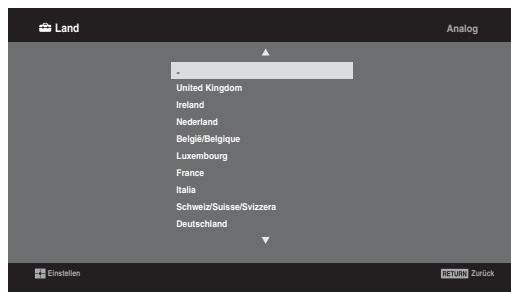 Land
Analog
-
United Kingdom
Ireland
Nederland
België/Belgique
Luxembourg
France
Italia
Schweiz/Suisse/Svizzera
Deutschland
Einstellen
RETURN Zurück